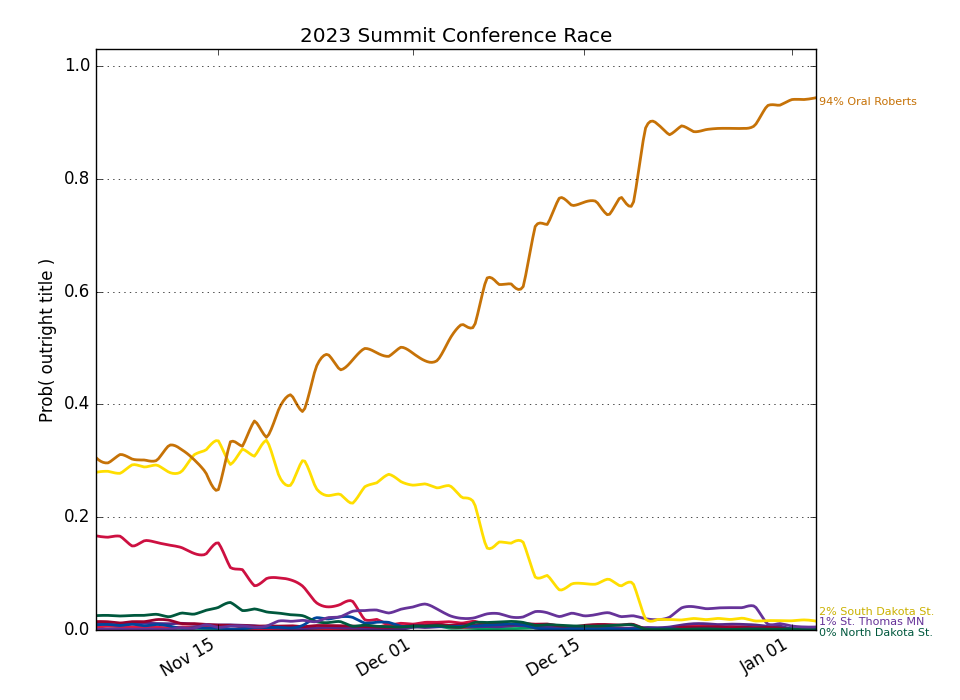 2023 Summit Conference Race
1.0
0.8
0.6
0.4
0.2
0.0
Prob( outright title )
Nov 15
Dec 01
Dec 15
Jan 01
94% Oral Roberts
2% South Dakota St.
1% St. Thomas MN
0% North Dakota St.